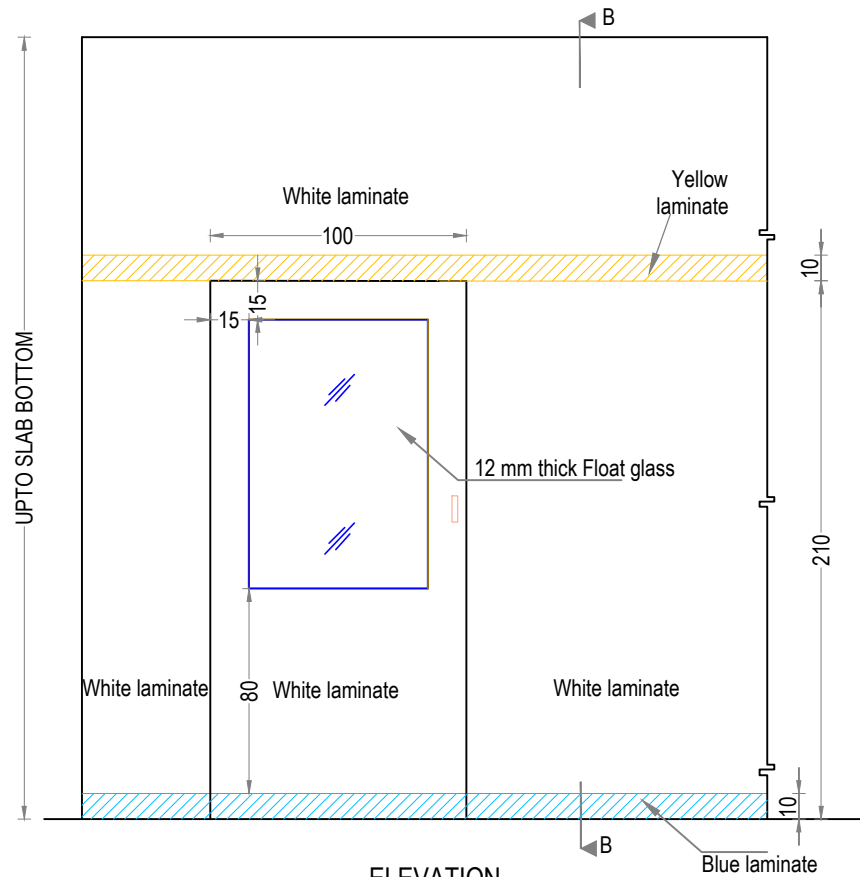 B
White laminate
Yellow
laminate
100
10
15
15
UPTO SLAB BOTTOM
12 mm thick Float glass
210
White laminate
80
White laminate
White laminate
10
B
Blue laminate
ELEVATION